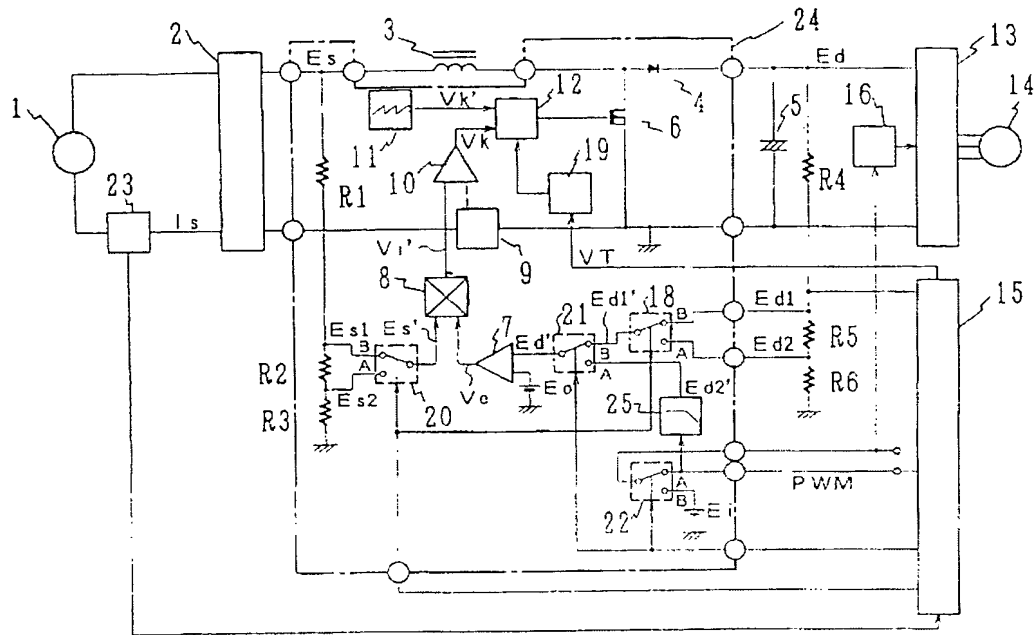 2
3
24
13
Es
Ed
14
1
Vk'
12
16
5
4
6
11
Vk
19
10
R1
R4
23
Is
9
Vi'
VT
8
15
Ed1'
18
21
Ed1
Es'
7
Ed'
B
B
Es1
B
A
A
Ed2
R5
A
R2
Eo
Ed2'
R6
Vc
25
Es2
20
R3
A
PWM
B
Ei
22